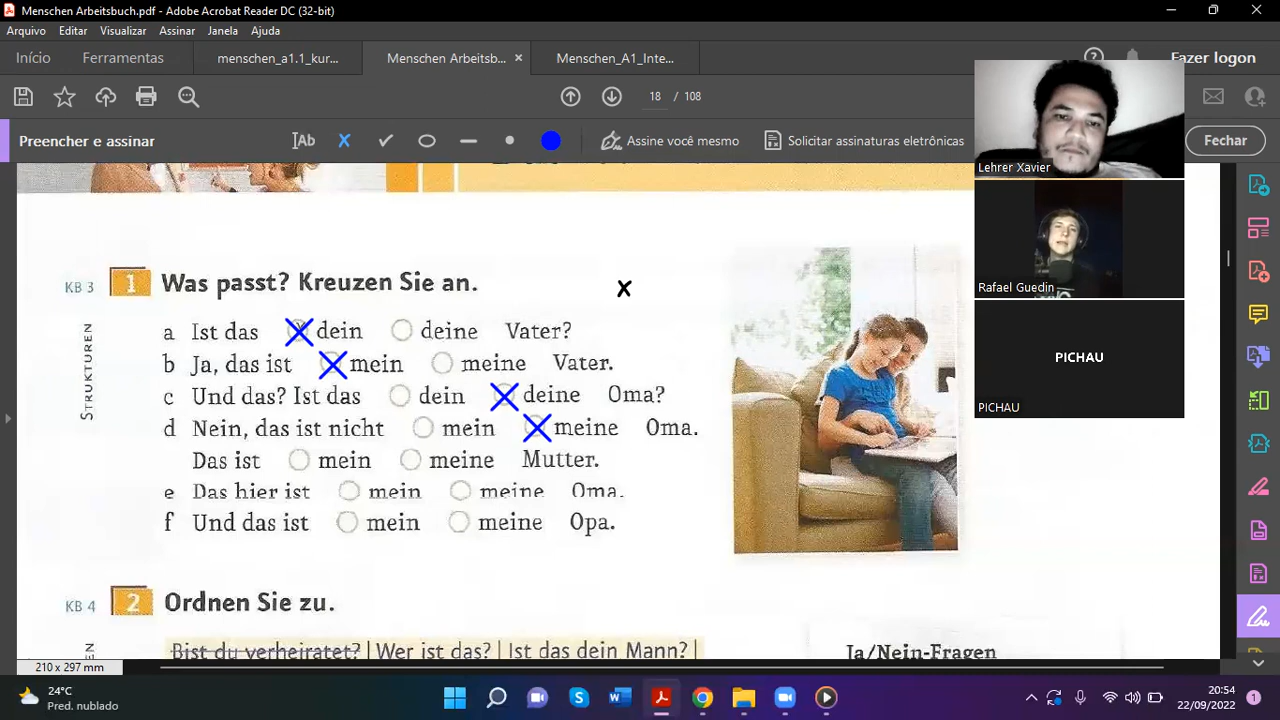 Menschen Arbeitsbuch.pdf - Adobe Acrobat Reader DC (32-bit)
Arquivo Editar Visualizar Assinar Janela Ajuda
Início Ferramentas menschen_a1.1_kur... Menschen Arbeitsb... × Menschen_A1_Inte... Fazer logon
18 / 108
Preencher e assinar Ab Assine você mesmo Solicitar assinaturas eletrônicas Fechar
Lehrer Xavier
Rafael Guedin
PICHAU
PICHAU
KB 3 1 Was passt? Kreuzen Sie an. x
STRUKTUREN
a Ist das dein deine Vater?
b Ja, das ist mein meine Vater.
c Und das? Ist das dein deine Oma?
d Nein, das ist nicht mein meine Oma.
Das ist mein meine Mutter.
e Das hier ist mein meine Oma.
f Und das ist mein meine Opa.
KB 4 2 Ordnen Sie zu.
EN
Bist du verheiratet? | Wer ist das? | Ist das dein Mann? |
Ja/Nein-Fragen
210 x 297 mm
24°C
Pred. nublado
20:54
22/09/2022
1